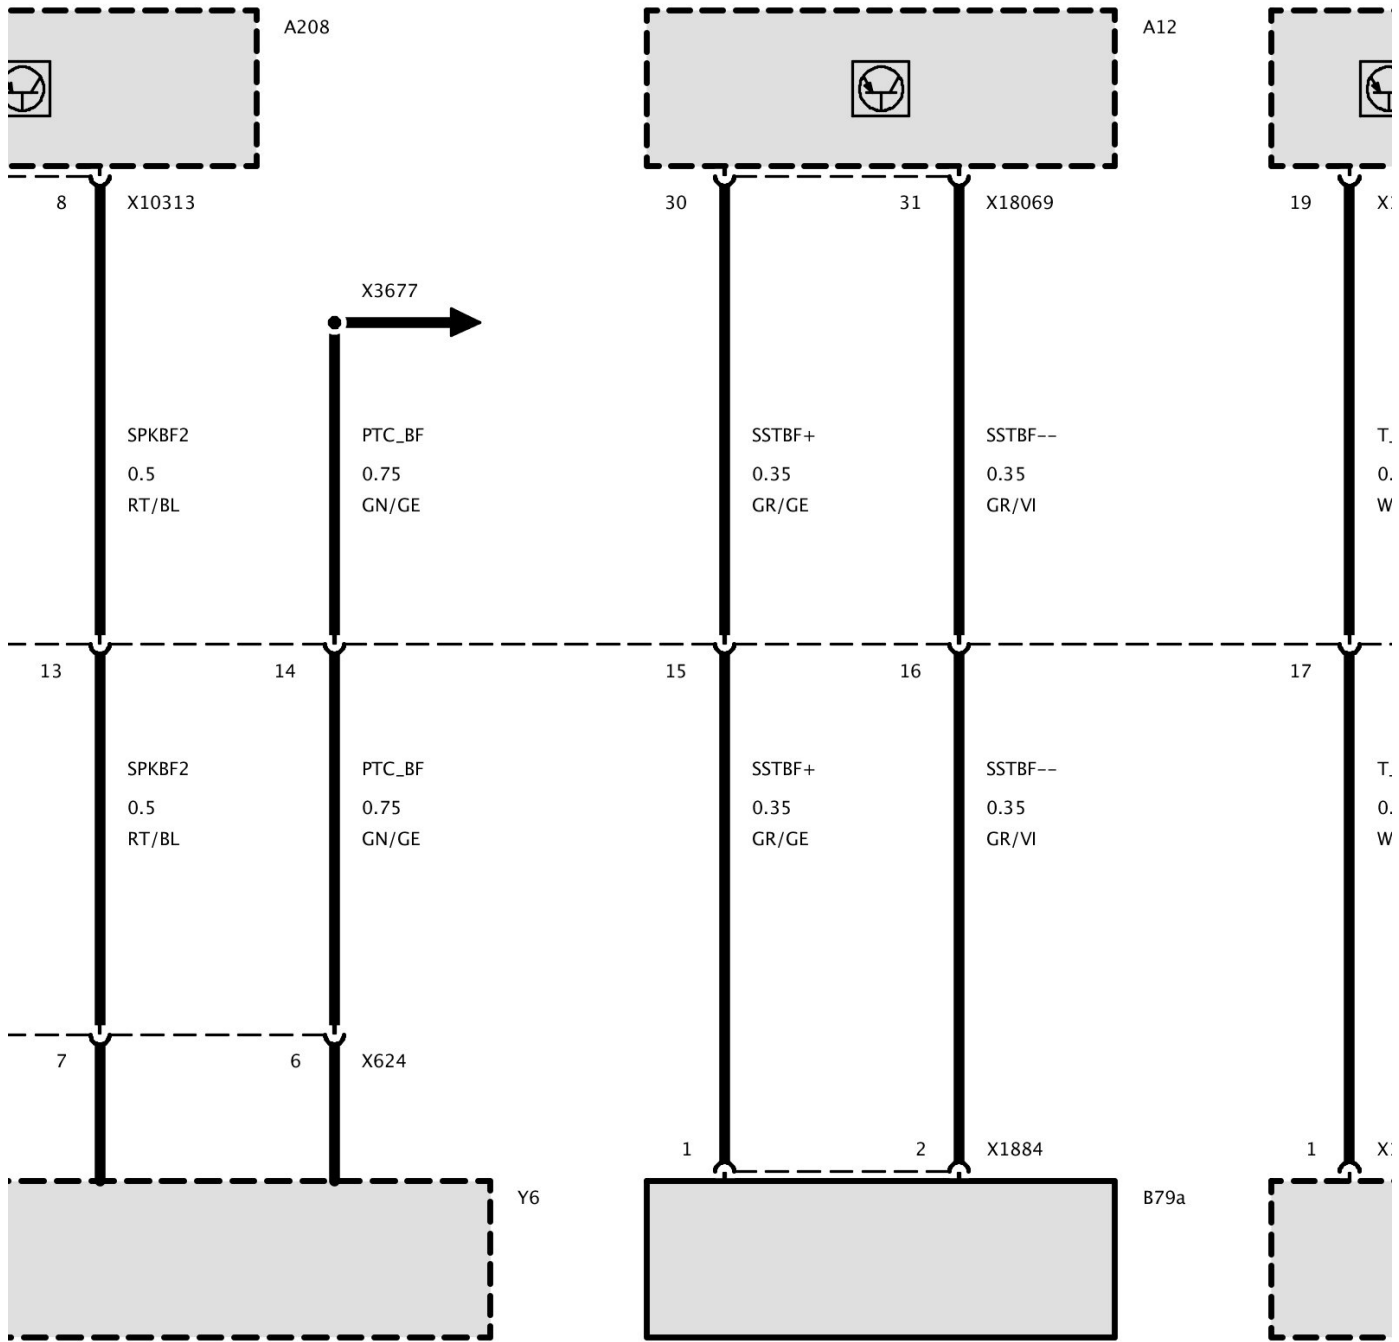 A208
A12
8
X10313
30
31
X18069
19
X3677
SPKBF2
0.5
RT/BL
PTC_BF
0.75
GN/GE
SSTBF+
0.35
GR/GE
SSTBF--
0.35
GR/VI
13
14
15
16
17
SPKBF2
0.5
RT/BL
PTC_BF
0.75
GN/GE
SSTBF+
0.35
GR/GE
SSTBF--
0.35
GR/VI
7
6
X624
1
2
X1884
1
Y6
B79a